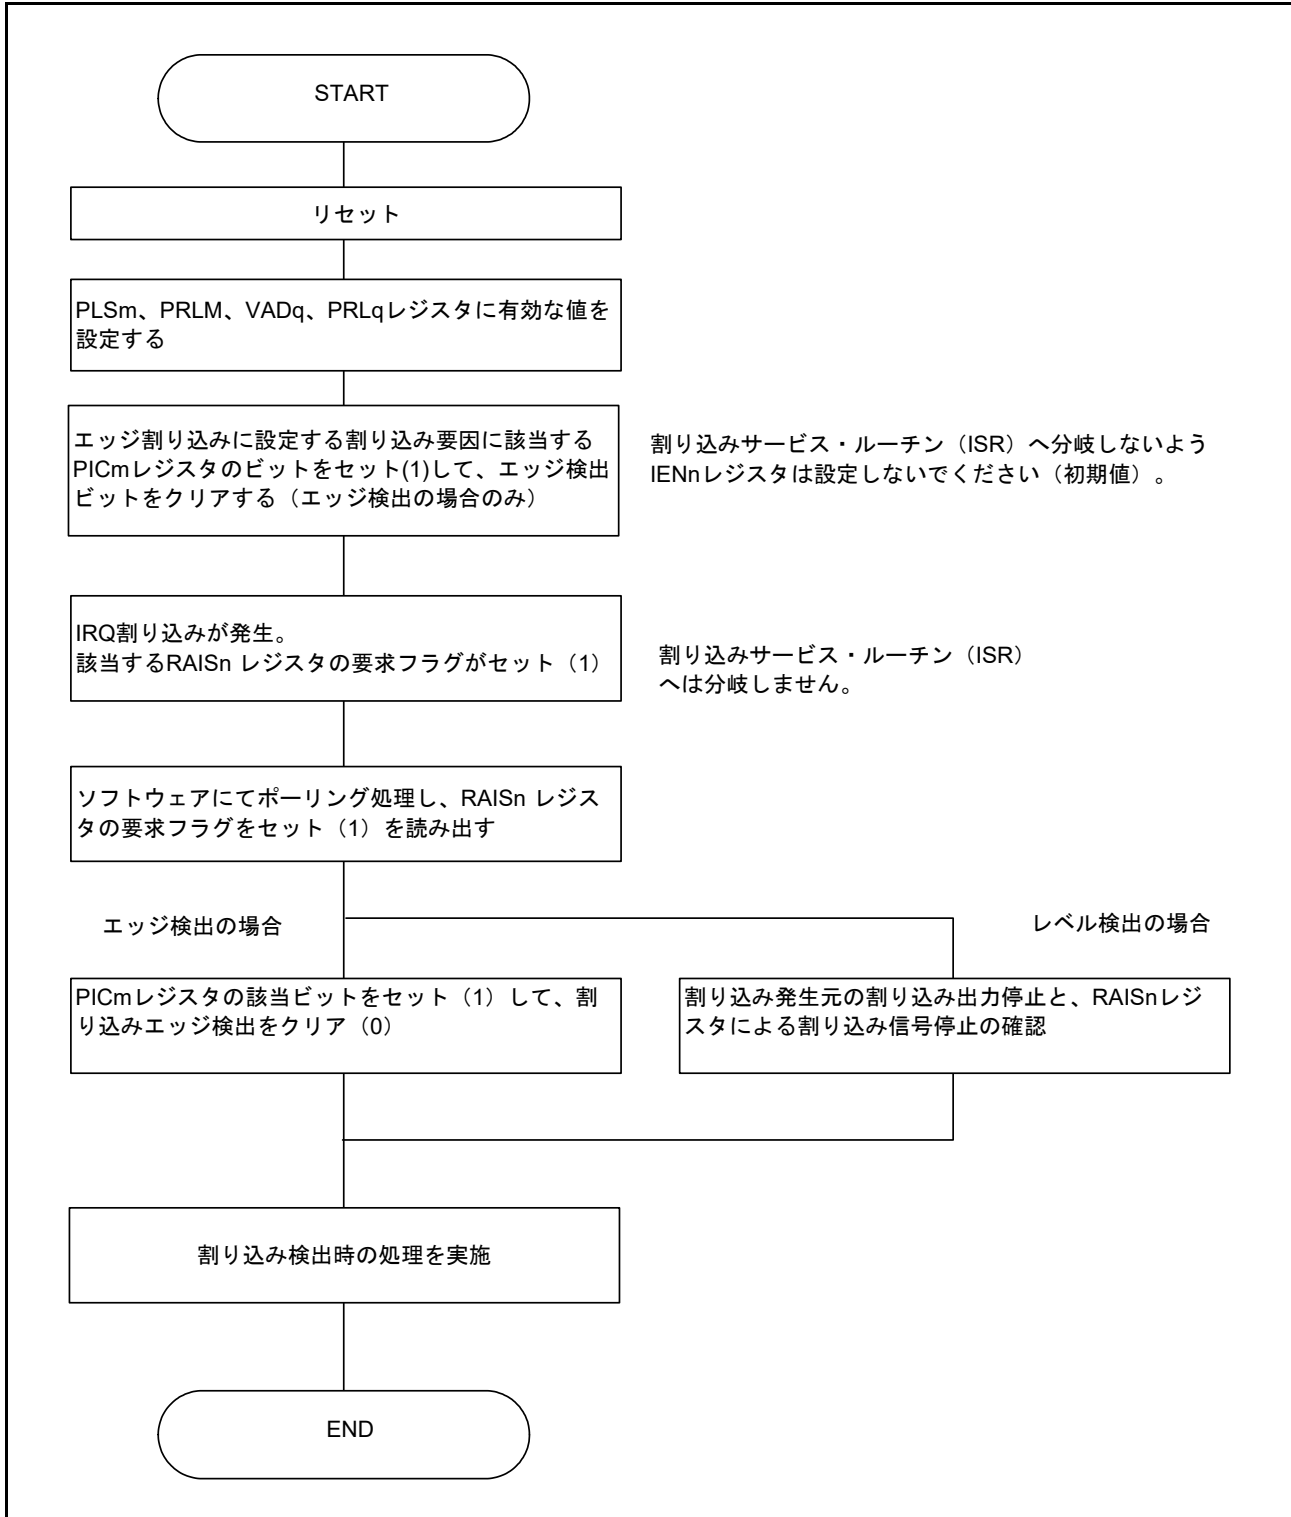 START
リセット
PLSm、PRLM、VADq、PRLqレジスタに有効な値を
設定する
エッジ割り込みに設定する割り込み要因に該当する
PICmレジスタのビットをセット(1)して、エッジ検出
ビットをクリアする（エッジ検出の場合のみ）
割り込みサービス・ルーチン（ISR）へ分岐しないよう
IENnレジスタは設定しないでください（初期値）。
IRQ割り込みが発生。
該当するRAISn レジスタの要求フラグがセット（1）
割り込みサービス・ルーチン（ISR）
へは分岐しません。
ソフトウェアにてポーリング処理し、RAISn レジス
タの要求フラグをセット（1）を読み出す
エッジ検出の場合
レベル検出の場合
PICmレジスタの該当ビットをセット（1）して、割
り込みエッジ検出をクリア（0）
割り込み発生元の割り込み出力停止と、RAISnレジ
スタによる割り込み信号停止の確認
割り込み検出時の処理を実施
END